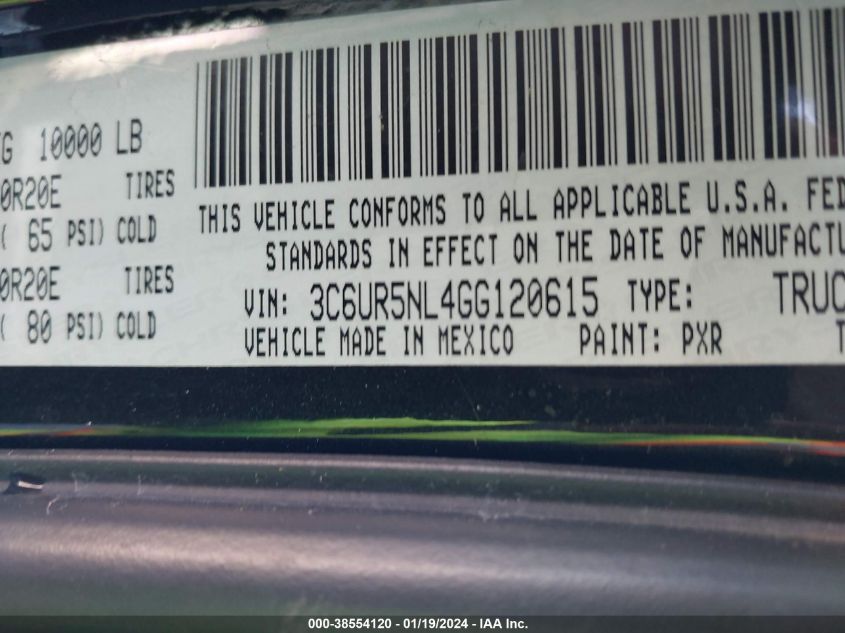 10000 LB
TIRES
65 PSI) COLD
TIRES
80 PSI) COLD
THIS VEHICLE CONFORMS TO ALL APPLICABLE U.S.A. FED
STANDARDS IN EFFECT ON THE DATE OF MANUFACTU
VIN: 3C6UR5NL4GG120615 TYPE: TRUC
VEHICLE MADE IN MEXICO PAINT: PXR
000-38554120 - 01/19/2024 - IAA Inc.